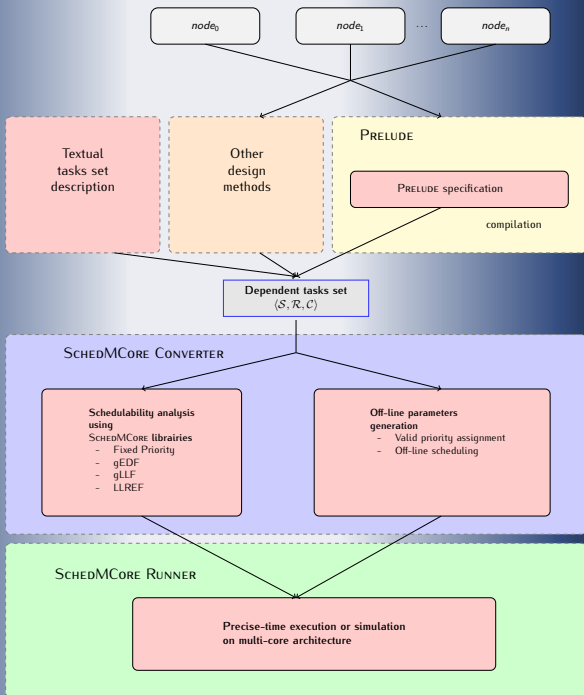 node0
node1
...
noden
Textual
tasks set
description
Other
design
methods
PRELUDE
PRELUDE specification
compilation
Dependent tasks set
⟨𝒮, ℛ, 𝒞⟩
SCHEDMCORE CONVERTER
Schedulability analysis
using
SCHEDMCORE librairies
- Fixed Priority
- gEDF
- gLLF
- LLREF
Off-line parameters
generation
- Valid priority assignment
- Off-line scheduling
SCHEDMCORE RUNNER
Precise-time execution or simulation
on multi-core architecture